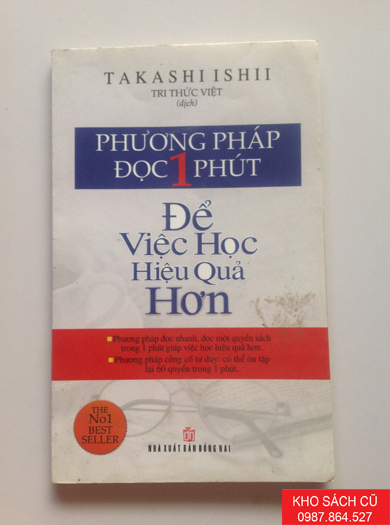 TAKASHI ISHII
TRI THỨC VIỆT
(dịch)
PHƯƠNG PHÁP
ĐỌC 1 PHÚT
Để
Việc Học
Hiệu Quả
Hơn
Phương pháp đọc nhanh, đọc một quyển sách
trong 1 phút giúp việc học hiệu quả hơn.
Phương pháp củng cố tư duy: có thể ôn tập
lại 60 quyển trong 1 phút.
THE
No1
BEST
SELLER
NHÀ XUẤT BẢN ĐỒNG NAI
KHO SÁCH CŨ
0987.864.527